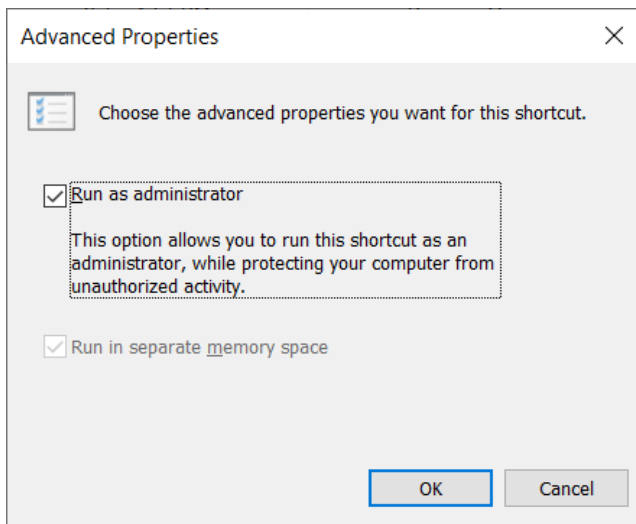 Advanced Properties
Choose the advanced properties you want for this shortcut.
Run as administrator
This option allows you to run this shortcut as an
administrator, while protecting your computer from
unauthorized activity.
Run in separate memory space
OK
Cancel